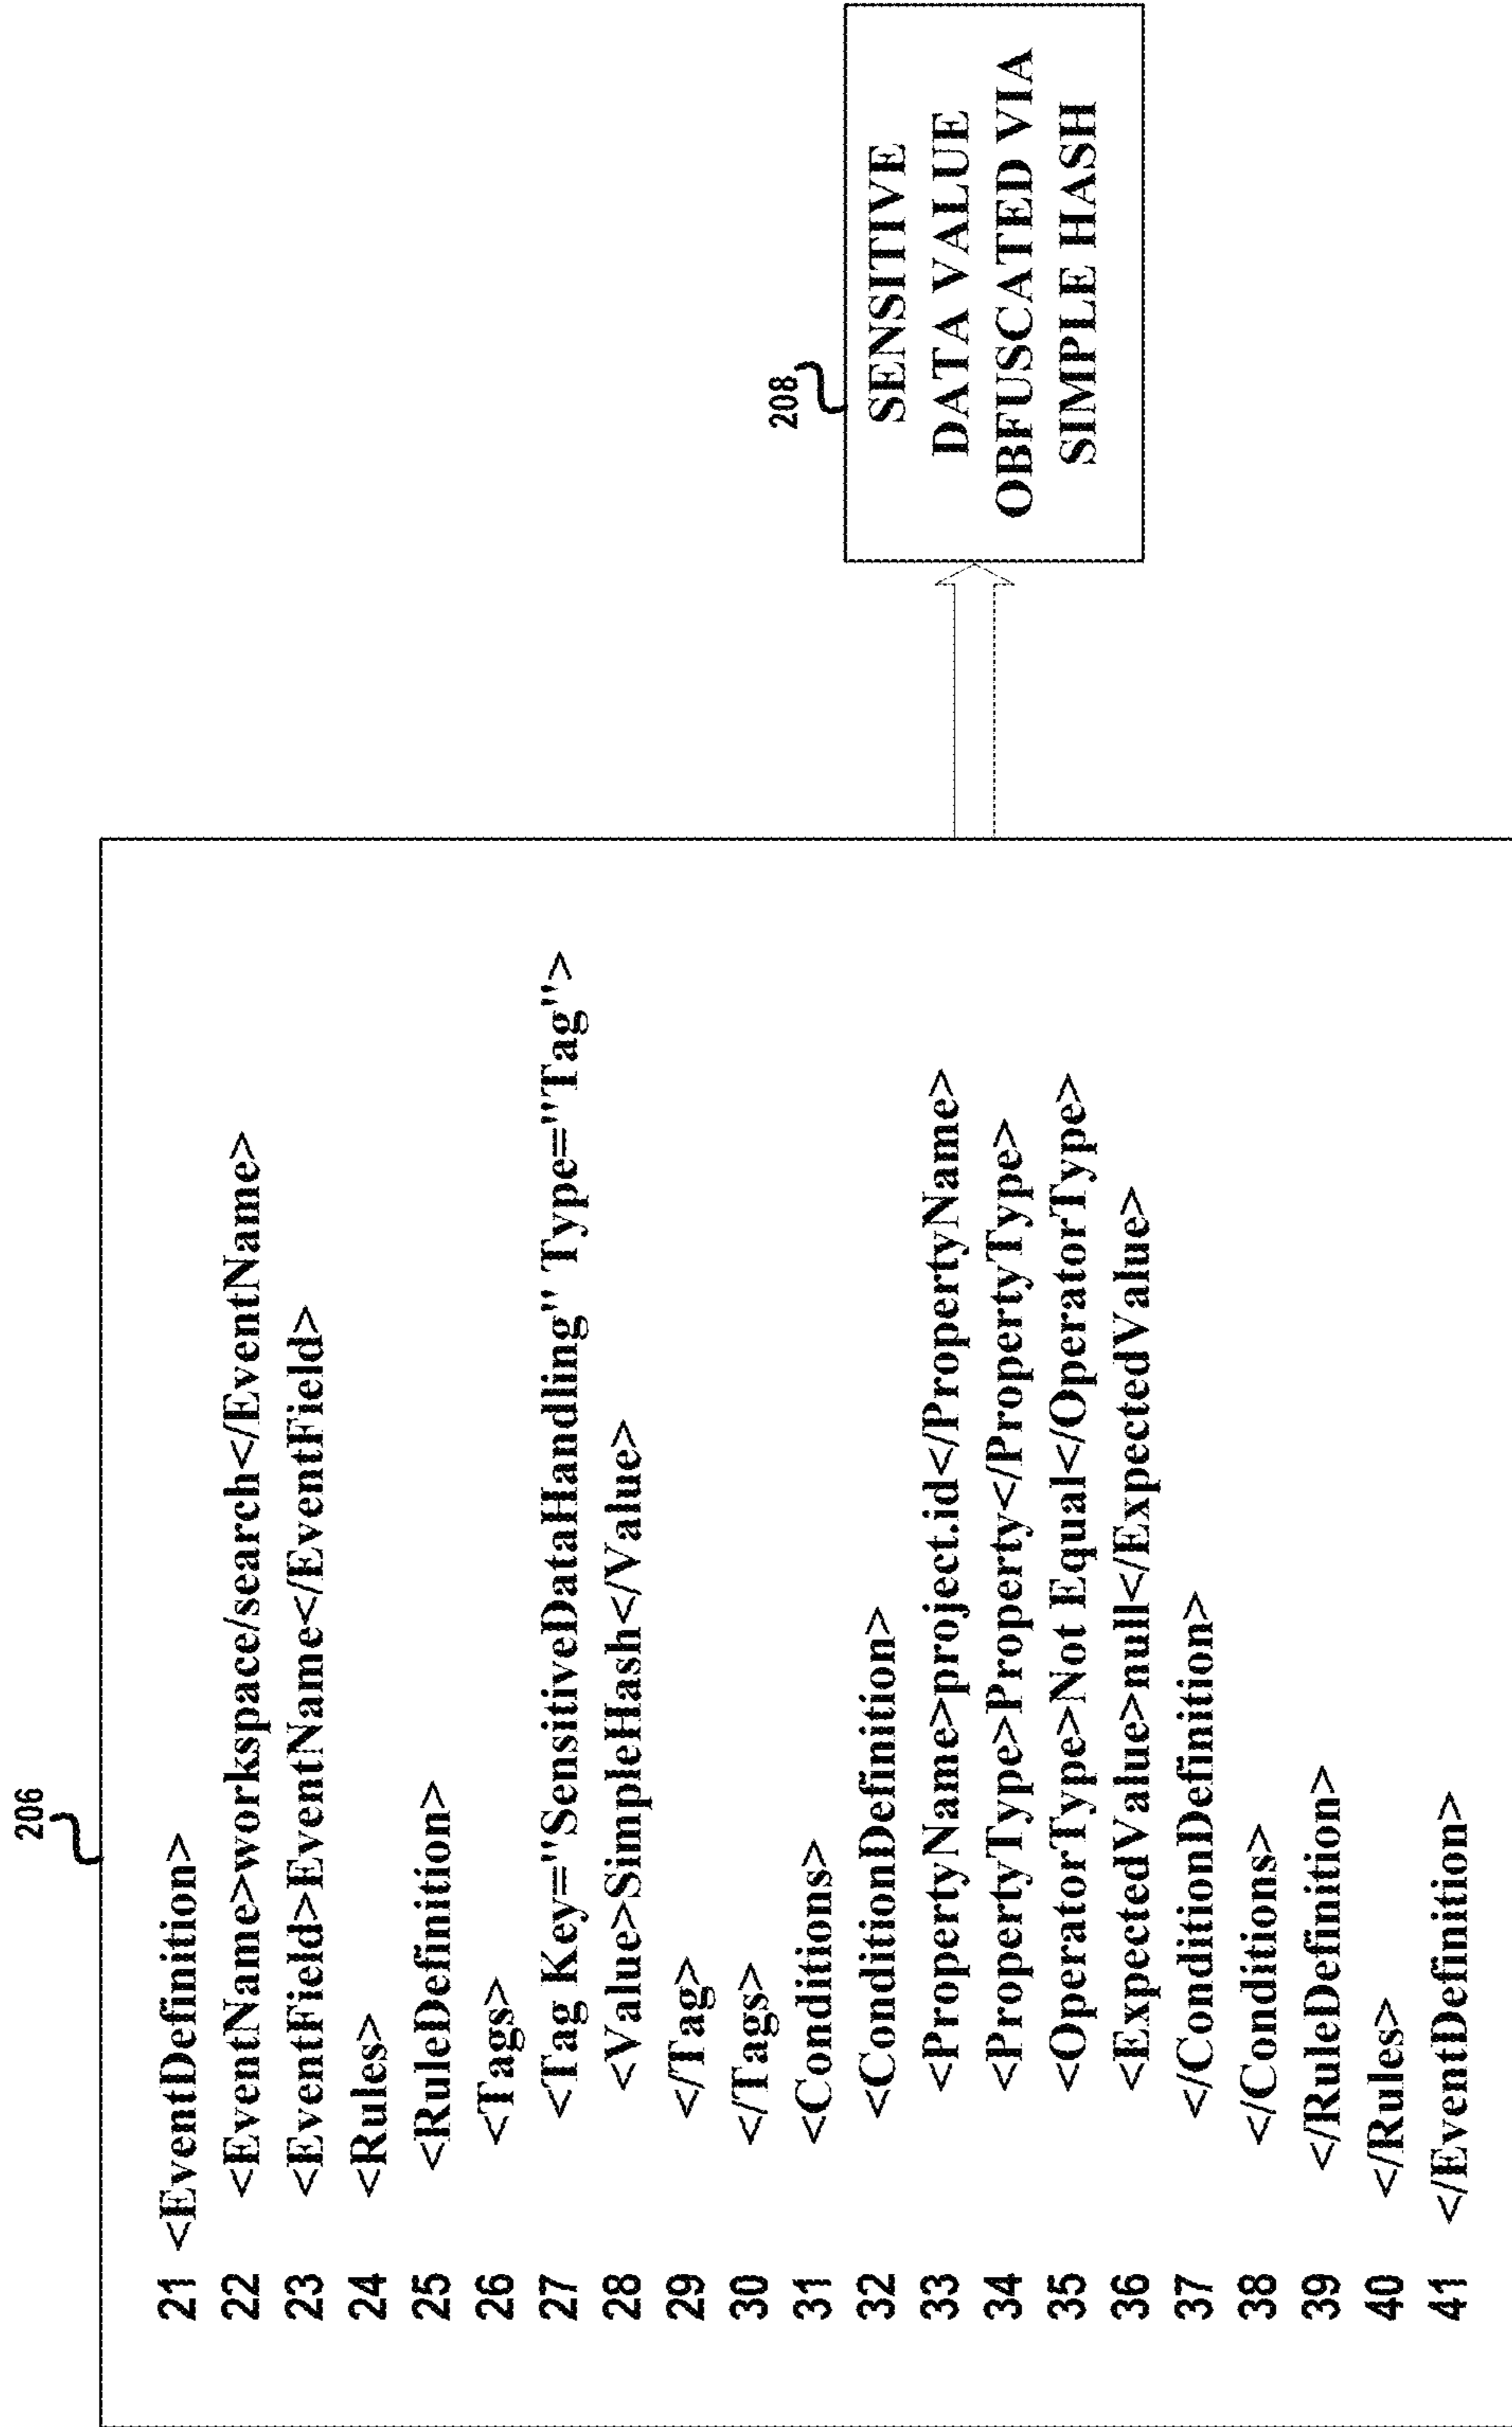 206
21 <EventDefinition>
22 <EventName>workspace/search</EventName>
23 <EventField>EventName</EventField>
24 <Rules>
25 <RuleDefinition>
26 <Tags>
27 <Tag Key="SensitiveDataHandling" Type="Tag">
28 <Value>SimpleHash</Value>
29 </Tag>
30 </Tags>
31 <Conditions>
32 <ConditionDefinition>
33 <PropertyName>project.id</PropertyName>
34 <PropertyType>Property</PropertyType>
35 <OperatorType>Not Equal</OperatorType>
36 <ExpectedValue>null</ExpectedValue>
37 </ConditionDefinition>
38 </Conditions>
39 </RuleDefinition>
40 </Rules>
41 </EventDefinition>
208
SENSITIVE
DATA VALUE
OBFUSCATED VIA
SIMPLE HASH